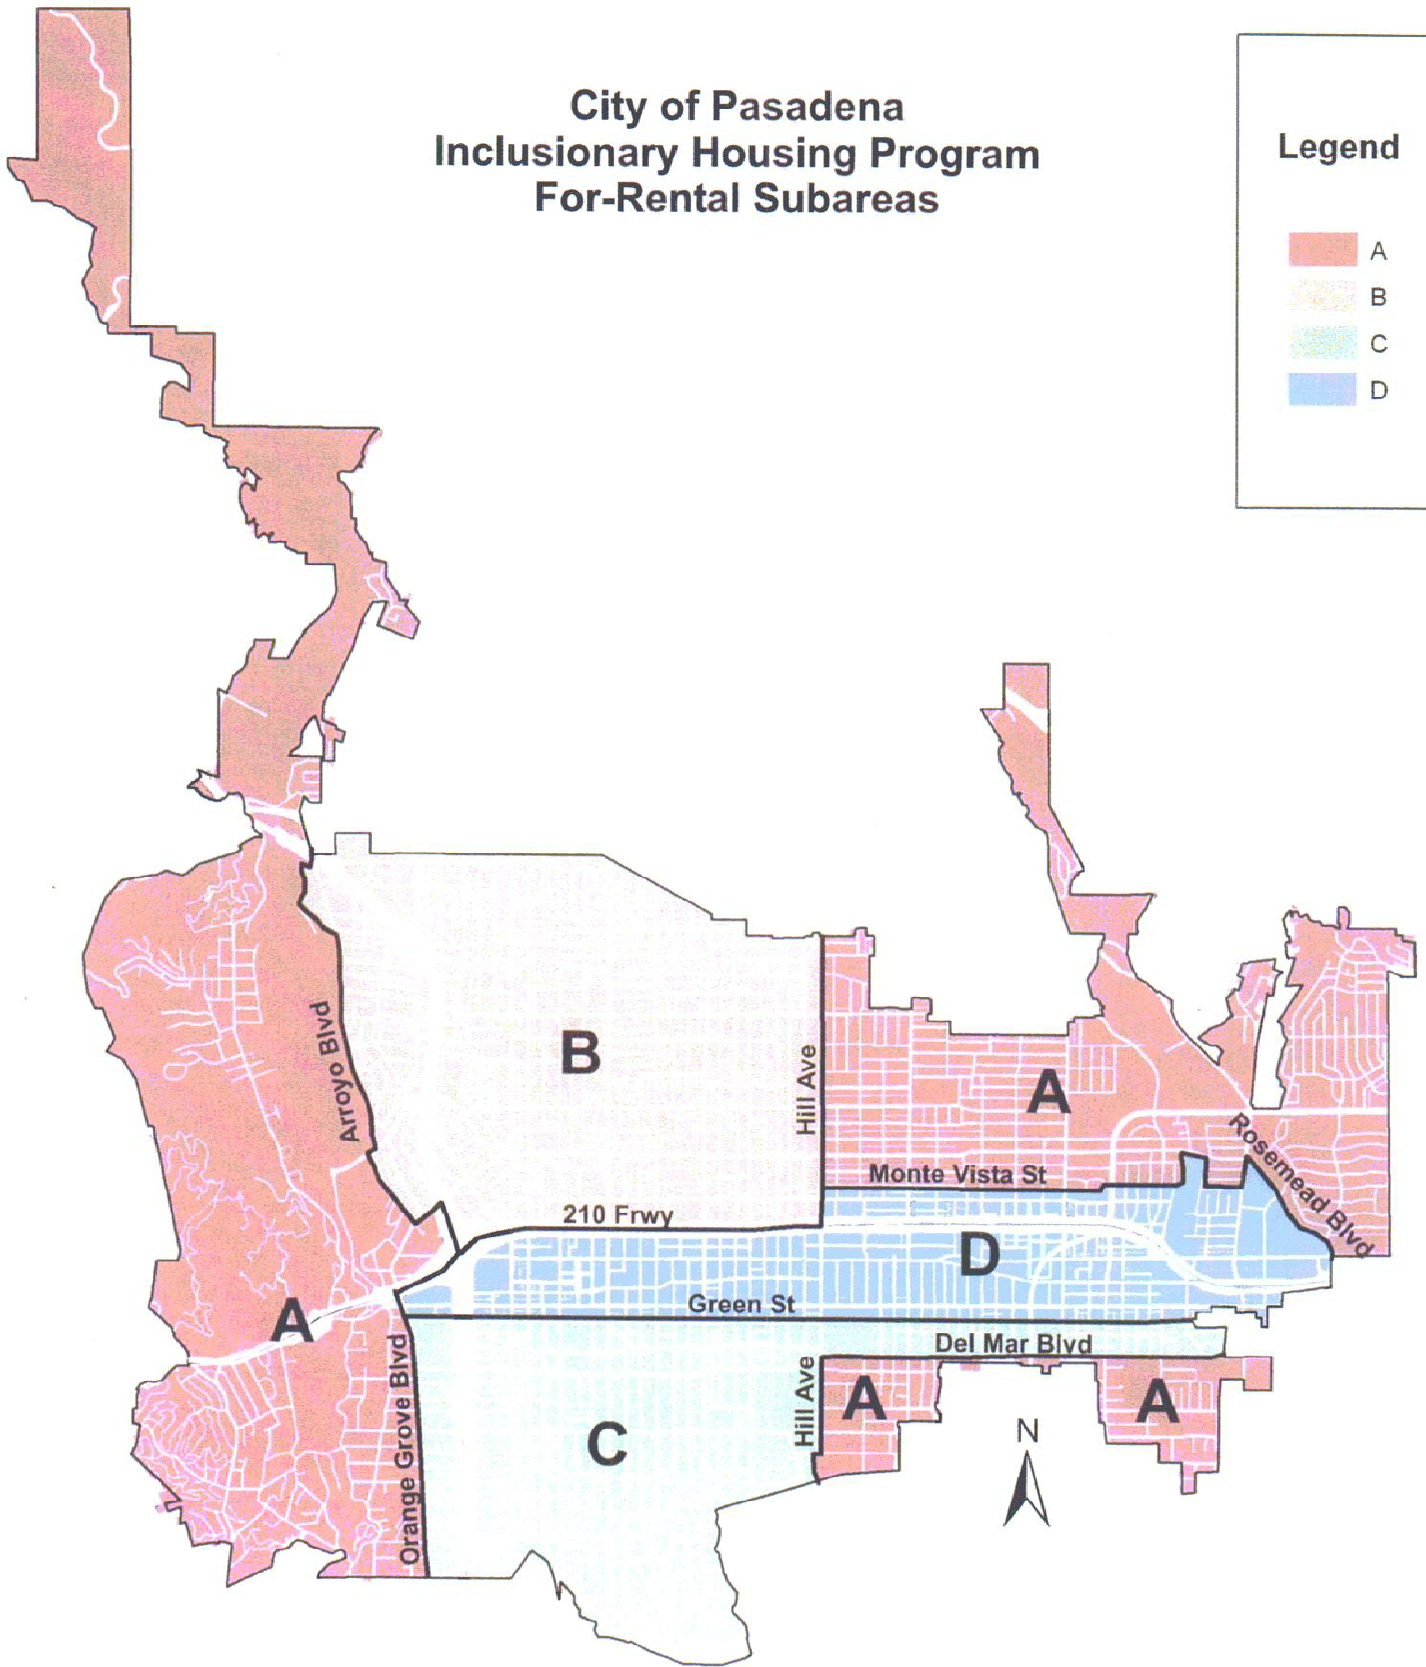 City of Pasadena
Inclusionary Housing Program
For-Rental Subareas
Legend
A
B
C
D
Arroyo Blvd
B
Hill Ave
A
Rosemead Blvd
Monte Vista St
210 Frwy
D
Green St
A
Orange Grove Blvd
Del Mar Blvd
Hill Ave
A
A
C
N